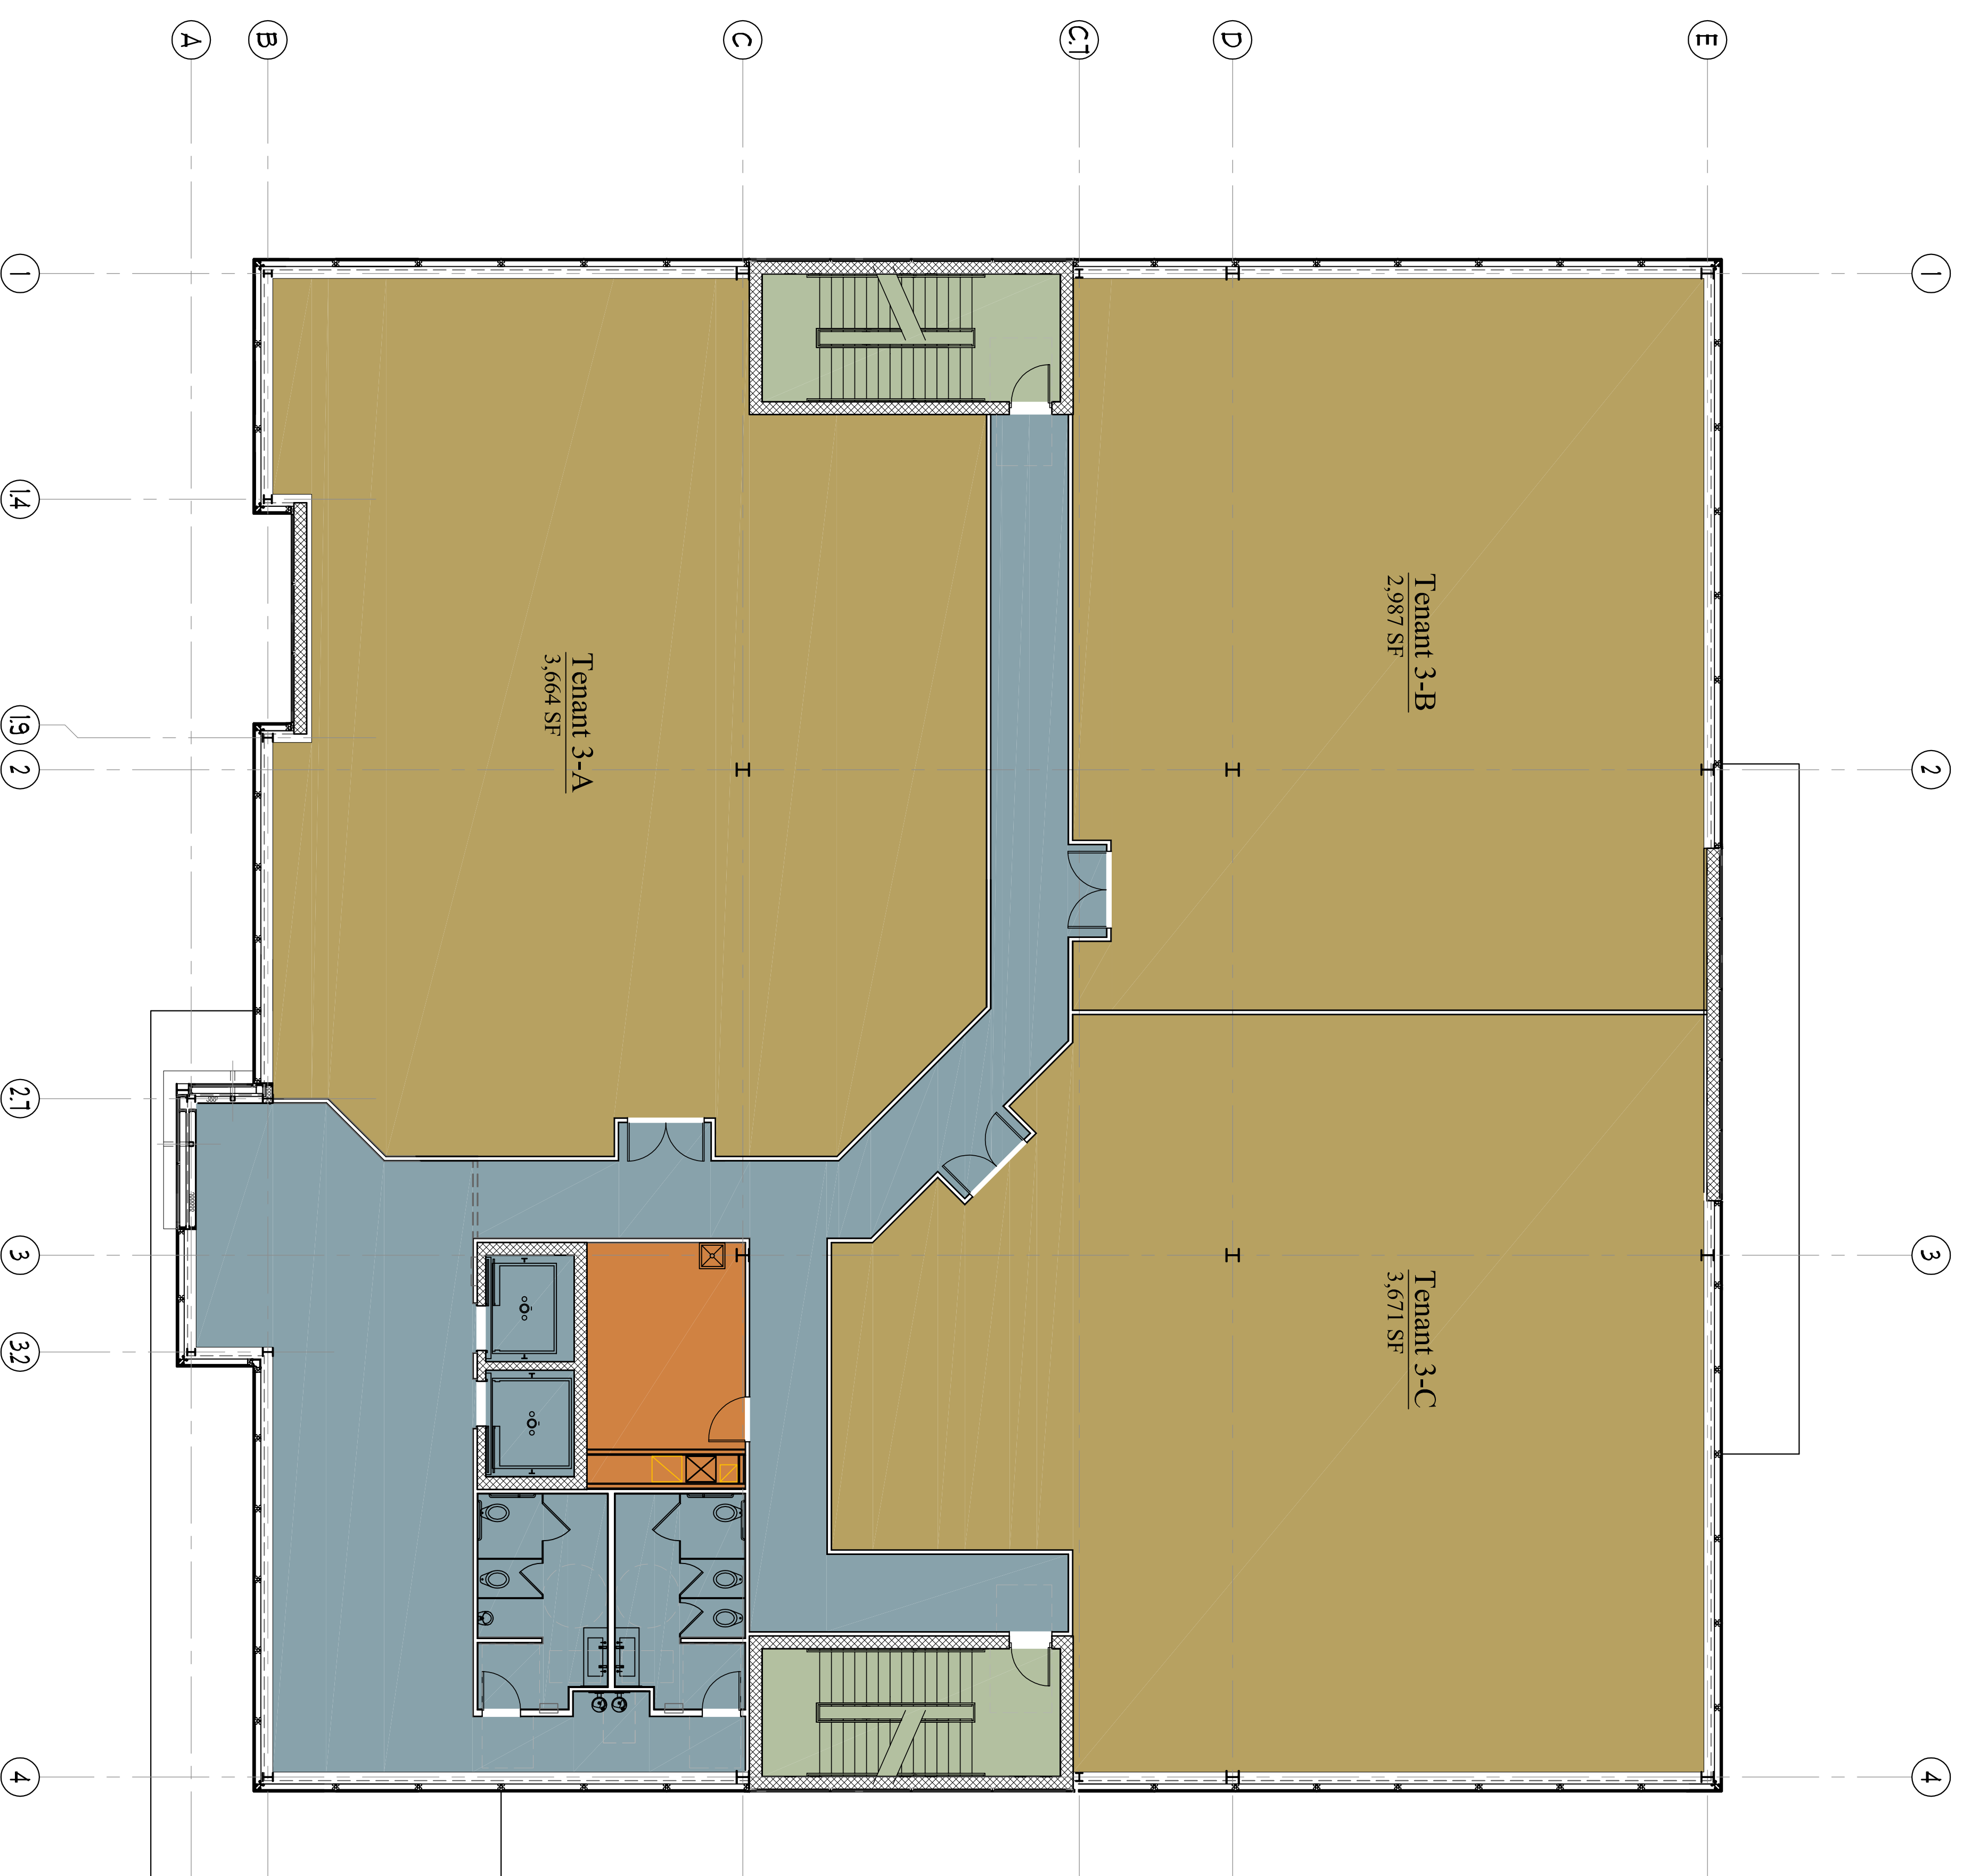 A
B
C
C.7
D
E
1
1
1.4
1.9
2
2
2.7
3
3
3.2
4
4
Tenant 3-A
3,664 SF
Tenant 3-B
2,987 SF
Tenant 3-C
3,671 SF